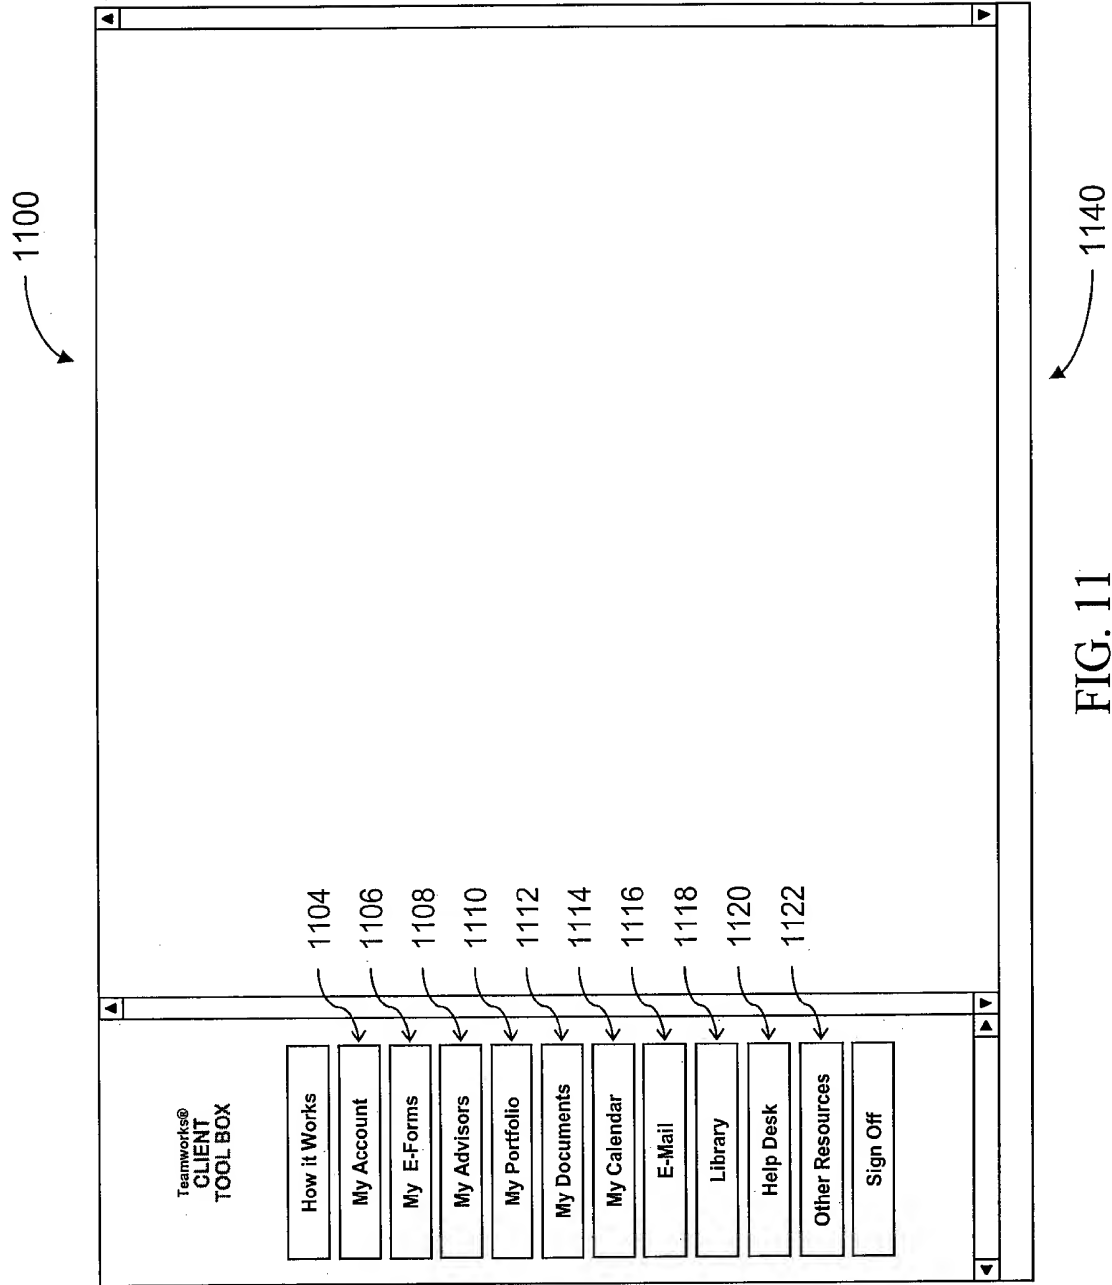 1100
Teamworks®
CLIENT
TOOL BOX
How it Works
My Account
1104
My E-Forms
1106
My Advisors
1108
My Portfolio
1110
My Documents
1112
My Calendar
1114
E-Mail
1116
Library
1118
Help Desk
1120
Other Resources
1122
Sign Off
1140
FIG. 11